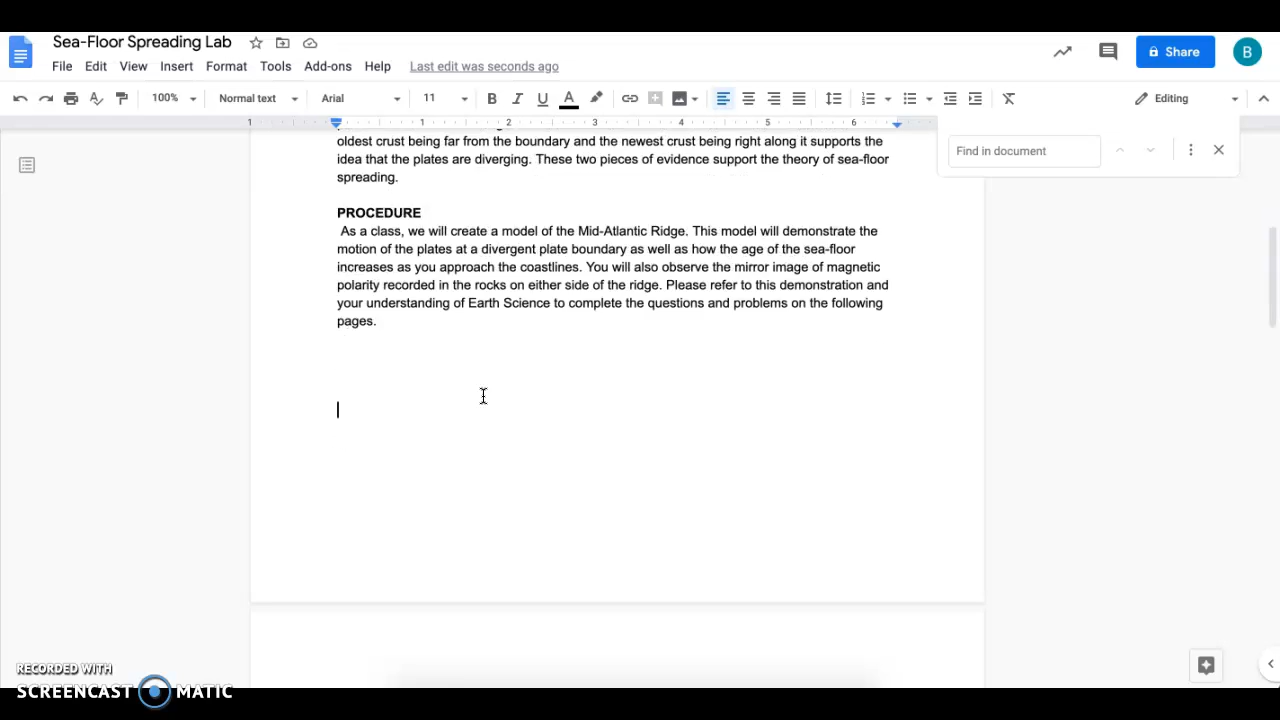 Sea-Floor Spreading Lab
File Edit View Insert Format Tools Add-ons Help Last edit was seconds ago
Share
B
100% Normal text Arial 11 B I U A Editing
1 1 2 3 4 5 6
Find in document
oldest crust being far from the boundary and the newest crust being right along it supports the
idea that the plates are diverging. These two pieces of evidence support the theory of sea-floor
spreading.
PROCEDURE
As a class, we will create a model of the Mid-Atlantic Ridge. This model will demonstrate the
motion of the plates at a divergent plate boundary as well as how the age of the sea-floor
increases as you approach the coastlines. You will also observe the mirror image of magnetic
polarity recorded in the rocks on either side of the ridge. Please refer to this demonstration and
your understanding of Earth Science to complete the questions and problems on the following
pages.
RECORDED WITH
SCREENCAST MATIC